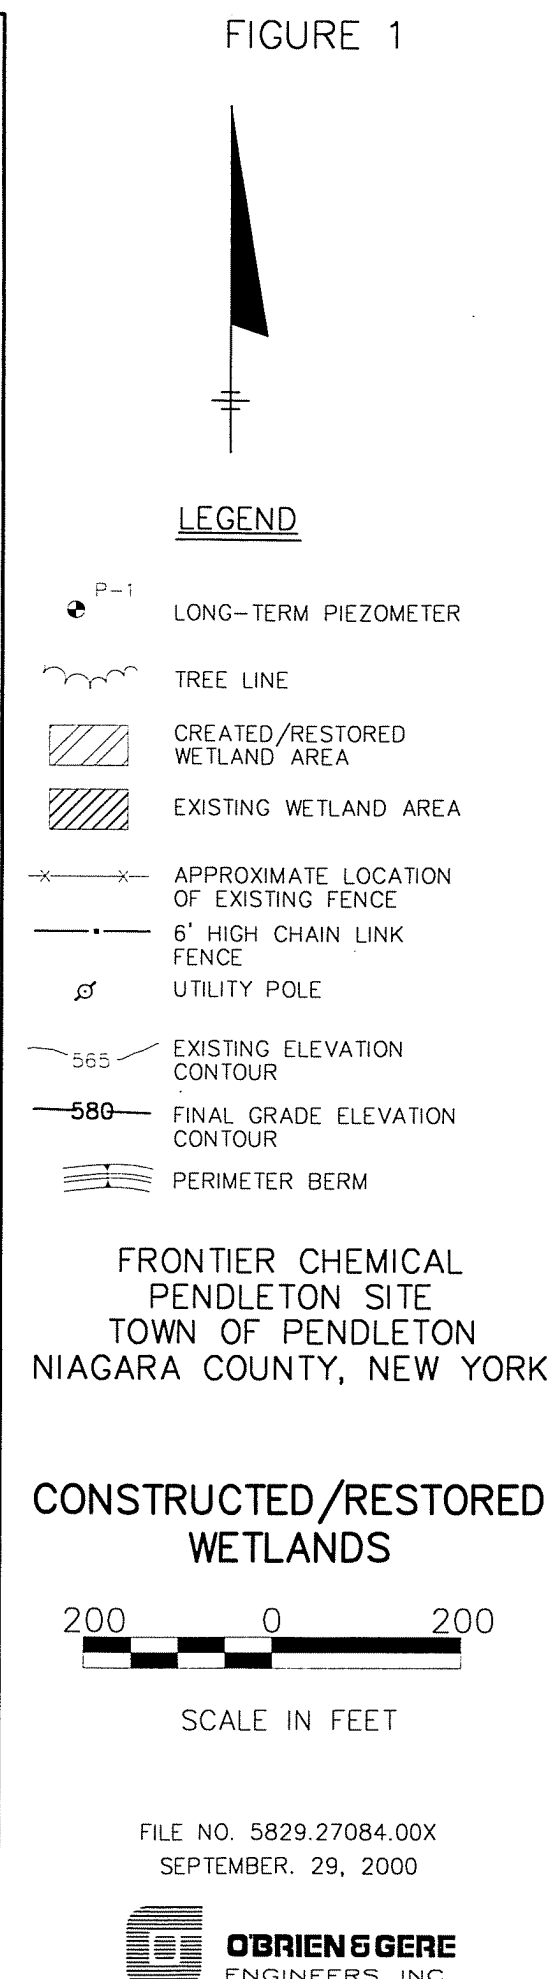 FIGURE 1
LEGEND
P-1
LONG-TERM PIEZOMETER
TREE LINE
CREATED/RESTORED
WETLAND AREA
EXISTING WETLAND AREA
APPROXIMATE LOCATION
OF EXISTING FENCE
6' HIGH CHAIN LINK
FENCE
UTILITY POLE
565
EXISTING ELEVATION
CONTOUR
580
FINAL GRADE ELEVATION
CONTOUR
PERIMETER BERM
FRONTIER CHEMICAL
PENDLETON SITE
TOWN OF PENDLETON
NIAGARA COUNTY, NEW YORK
CONSTRUCTED/RESTORED
WETLANDS
200 0 200
SCALE IN FEET
FILE NO. 5829.27084.00X
SEPTEMBER. 29, 2000
O'BRIEN & GERE
ENGINEERS, INC.